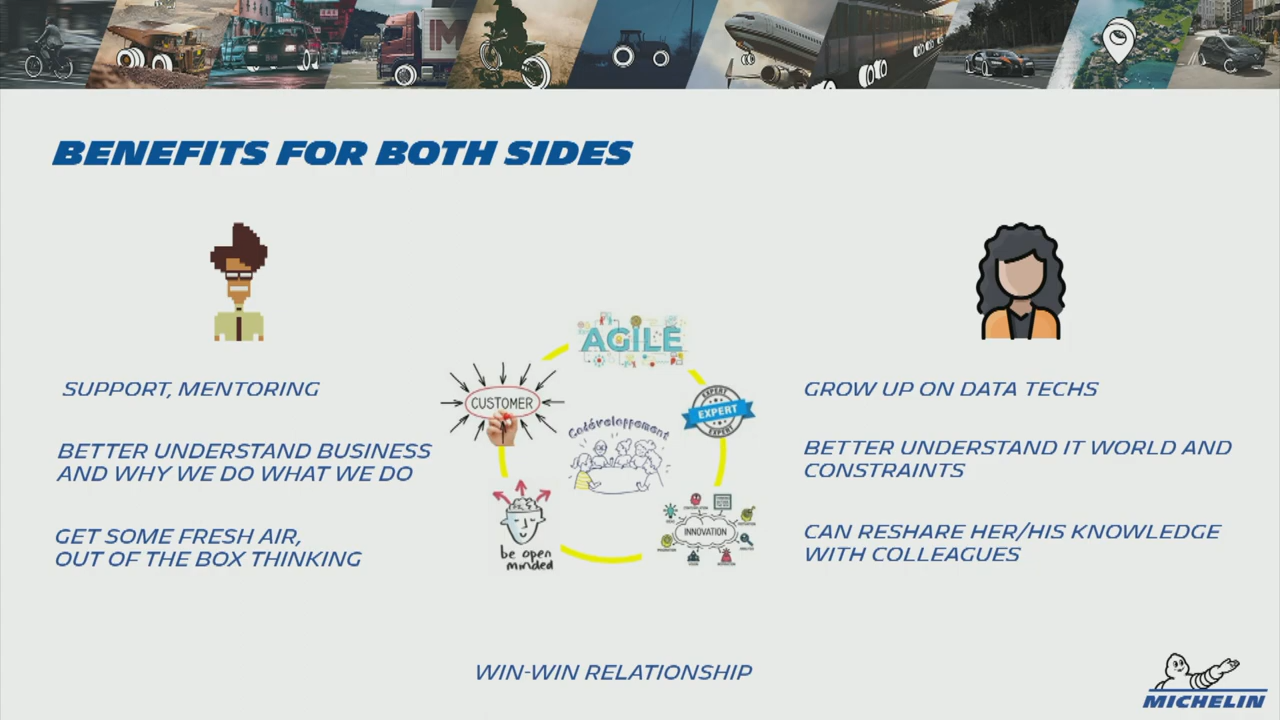 BENEFITS FOR BOTH SIDES
SUPPORT, MENTORING
BETTER UNDERSTAND BUSINESS
AND WHY WE DO WHAT WE DO
GET SOME FRESH AIR,
OUT OF THE BOX THINKING
AGILE
CUSTOMER
EXPERT
EXPERT
EXPERT
Codéveloppement
be open
minded
INNOVATION
GROW UP ON DATA TECHS
BETTER UNDERSTAND IT WORLD AND
CONSTRAINTS
CAN RESHARE HER/HIS KNOWLEDGE
WITH COLLEAGUES
WIN-WIN RELATIONSHIP
MICHELIN